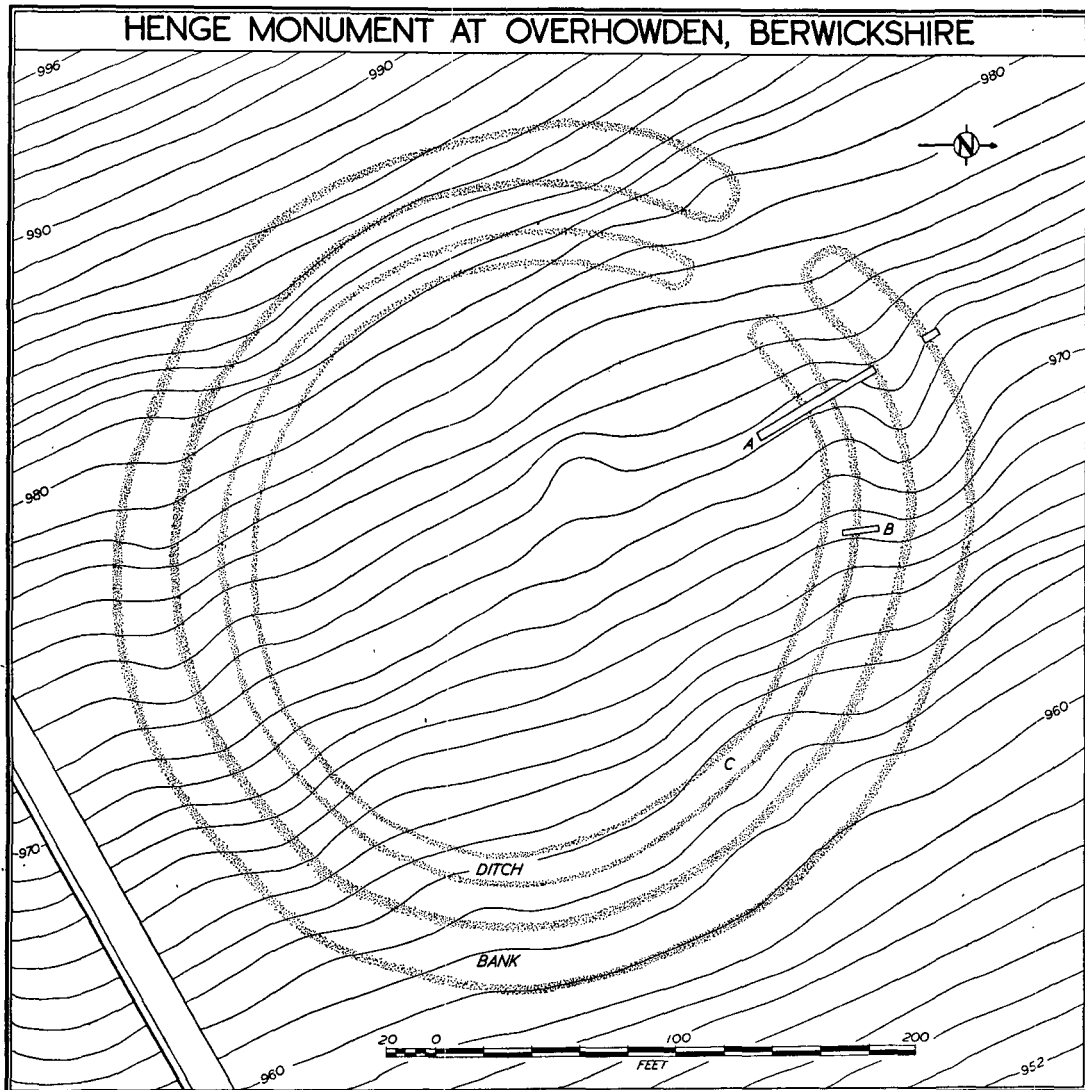 HENGE MONUMENT AT OVERHOWDEN, BERWICKSHIRE
996
990
980
N
990
970
A
980
B
960
C
970
DITCH
BANK
20 0 100 200
FEET
960
952